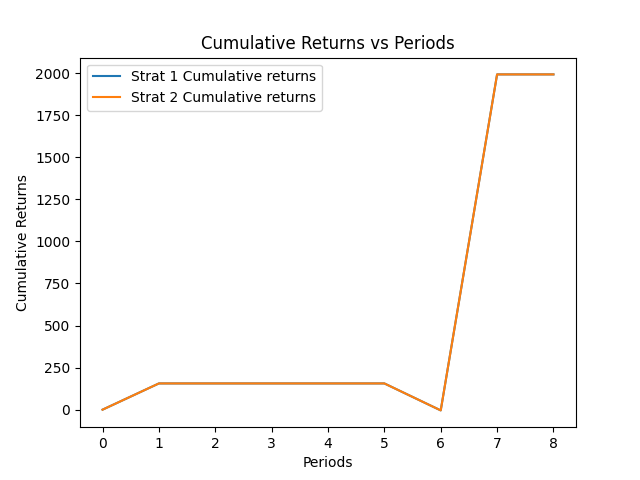 Cumulative Returns vs Periods
Strat 1 Cumulative returns
Strat 2 Cumulative returns
2000
1750
1500
1250
1000
750
500
250
0
Cumulative Returns
0 1 2 3 4 5 6 7 8
Periods